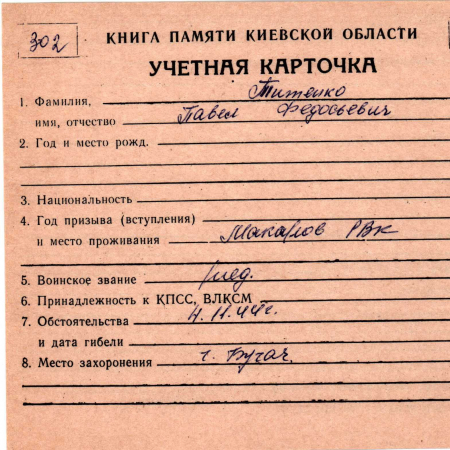 302
КНИГА ПАМЯТИ КИЕВСКОЙ ОБЛАСТИ
УЧЕТНАЯ КАРТОЧКА
1. Фамилия, Титенко
имя, отчество Павел Федосьевич
2. Год и место рожд.
3. Национальность
4. Год призыва (вступления)
и место проживания Макаров РВК
5. Воинское звание ряд.
6. Принадлежность к КПСС, ВЛКСМ
7. Обстоятельства 4.11.44г.
и дата гибели
8. Место захоронения г. Бучач.